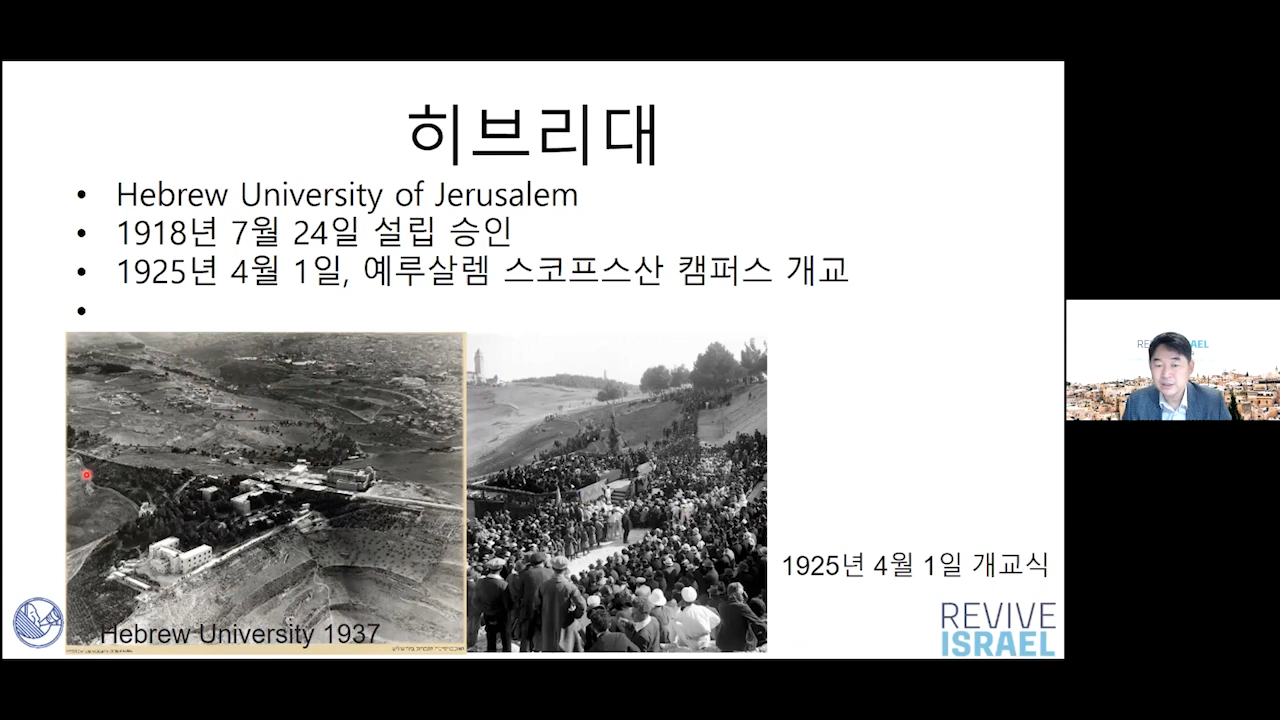 히브리대
• Hebrew University of Jerusalem
• 1918년 7월 24일 설립 승인
• 1925년 4월 1일, 예루살렘 스코프스산 캠퍼스 개교
•
Hebrew University 1937
1925년 4월 1일 개교식
REVIVE
ISRAEL